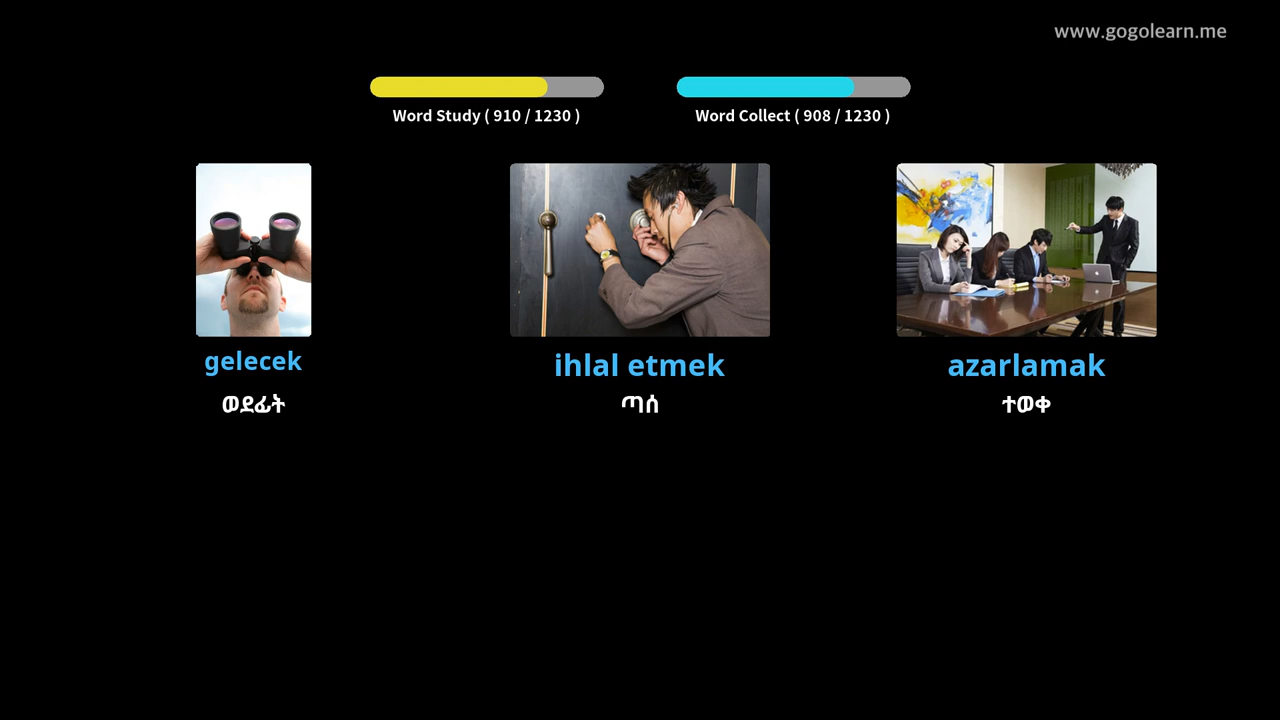 www.gogolearn.me
Word Study ( 910 / 1230 )
Word Collect ( 908 / 1230 )
gelecek
ወደፊት
ihlal etmek
ጣሰ
azarlamak
ተወቀ